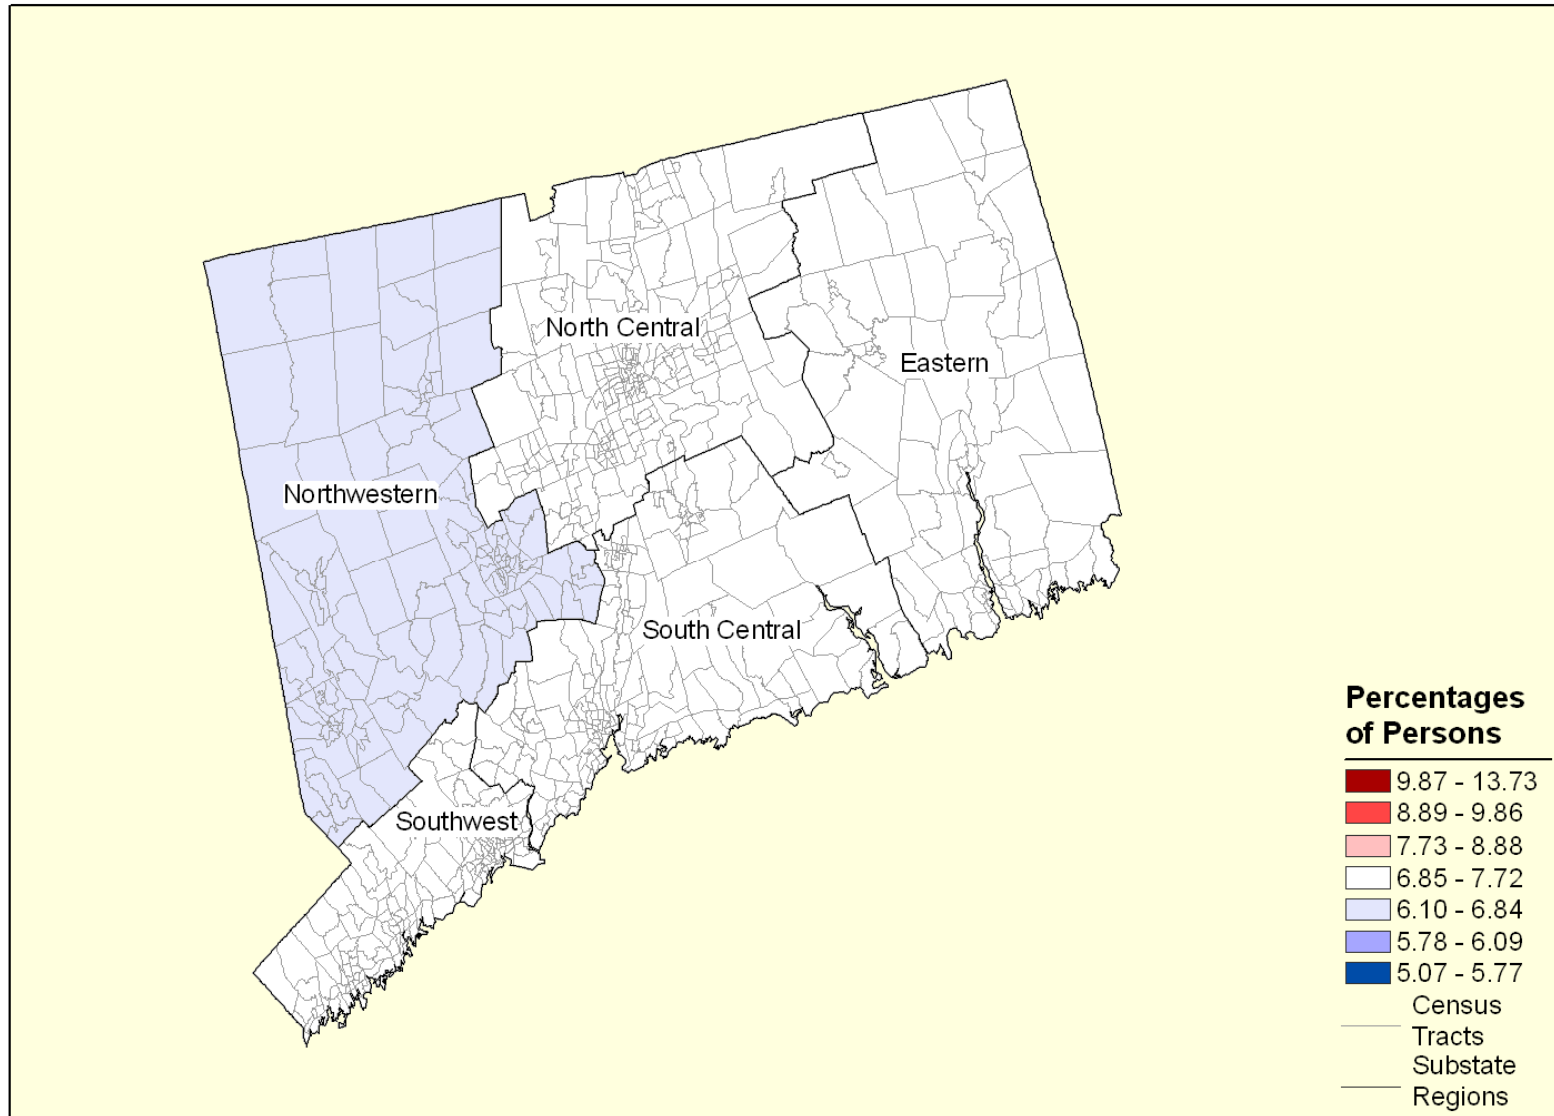 North Central
Eastern
Northwestern
South Central
Southwest
Percentages
of Persons
9.87 - 13.73
8.89 - 9.86
7.73 - 8.88
6.85 - 7.72
6.10 - 6.84
5.78 - 6.09
5.07 - 5.77
Census
Tracts
Substate
Regions